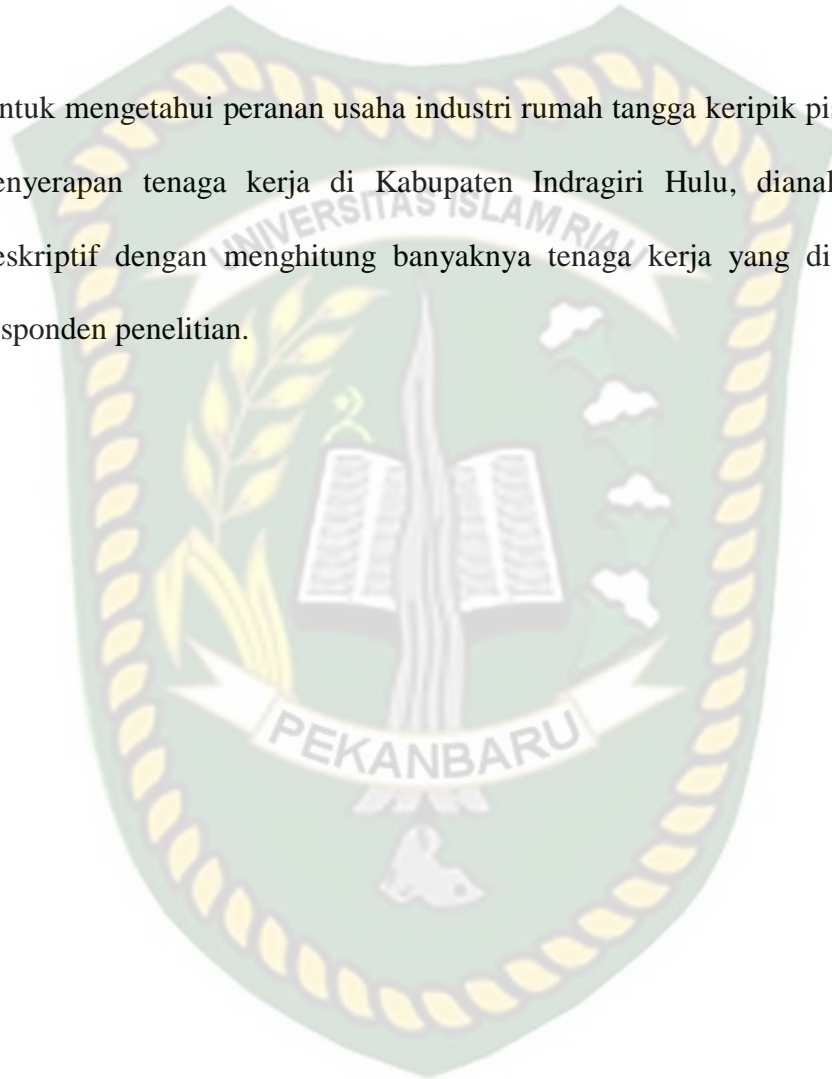 ntuk mengetahui peranan usaha industri rumah tangga keripik pi
enyerapan tenaga kerja di Kabupaten Indragiri Hulu, dianal
eskriptif dengan menghitung banyaknya tenaga kerja yang di
sponden penelitian.
UNIVERSITAS ISLAM RIAU
PEKANBARU